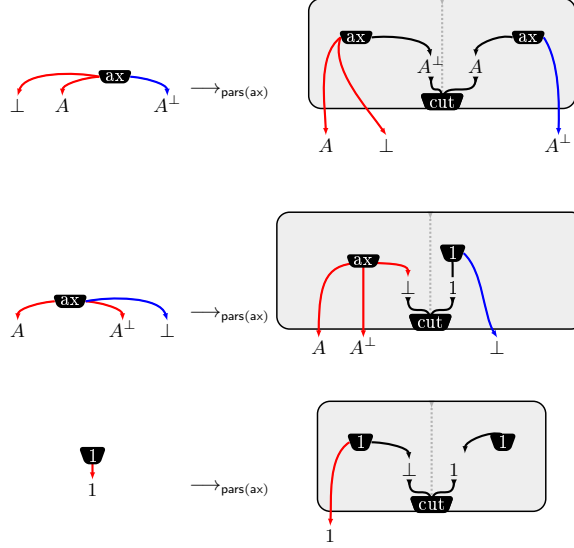 ax ax ax
A^⊥ A
⊥ A A^⊥ ⟶pars(ax) cut
A ⊥ A^⊥
1
ax
ax ⊥ 1
A A^⊥ ⊥ ⟶pars(ax) cut
A A^⊥ ⊥
1 1 1
⊥ 1
1 ⟶pars(ax) cut
1